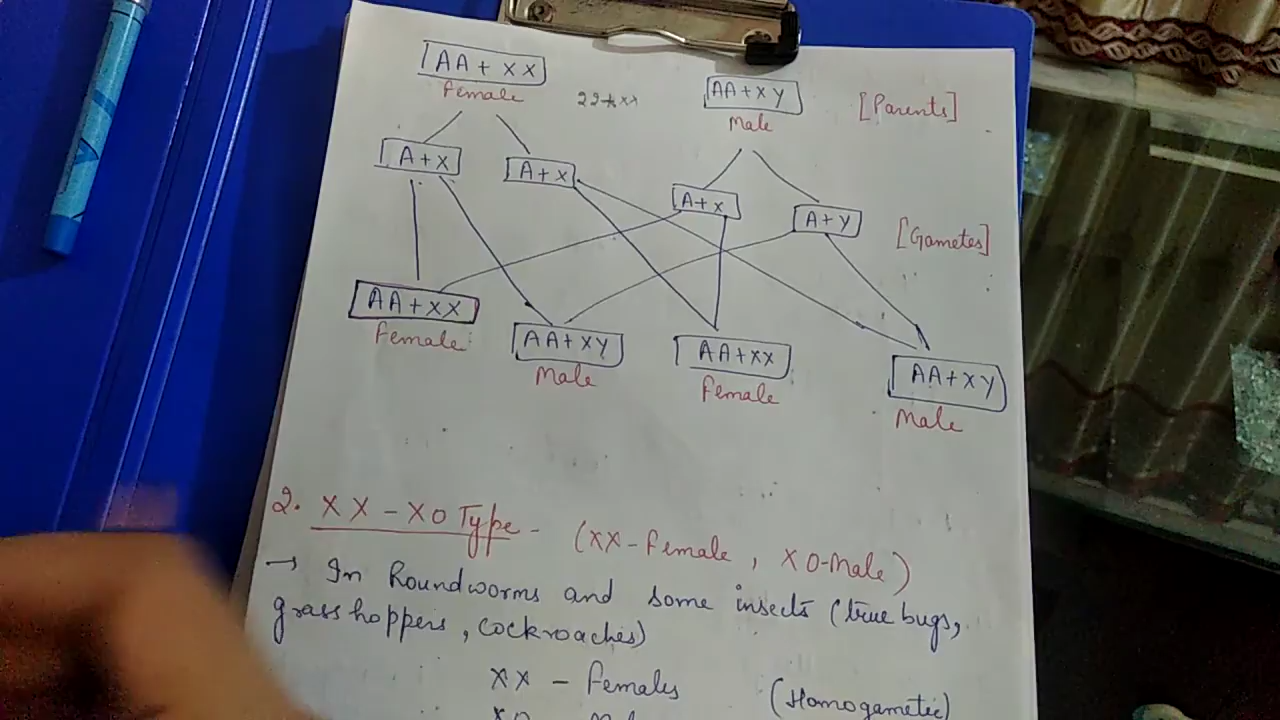 AA + XX
AA + XY
[Parents]
Female
22+xx
Male
A + X
A + X
A + X
A + Y
[Gametes]
AA + XX
AA + XY
AA + XX
AA + XY
Female
Male
Female
Male
2. XX - XO Type - (XX - Female, XO - Male)
→ In Roundworms and some insects (true bugs,
grasshoppers, cockroaches)
XX - Females (Homogametic)
XO